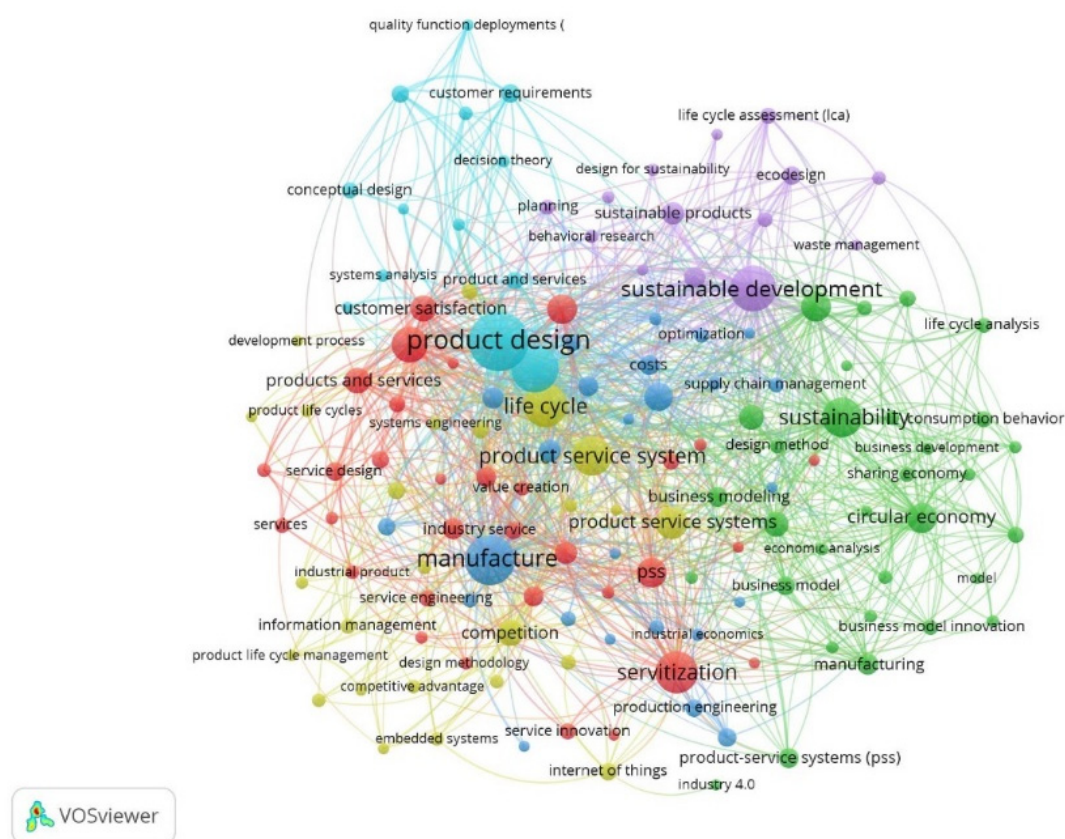 quality function deployments (
customer requirements
life cycle assessment (lca)
decision theory
design for sustainability
ecodesign
conceptual design
planning
sustainable products
behavioral research
waste management
systems analysis
product and services
sustainable development
customer satisfaction
life cycle analysis
development process
product design
optimization
costs
products and services
supply chain management
product life cycles
life cycle
sustainability
consumption behavior
systems engineering
design method
business development
product service system
service design
sharing economy
value creation
business modeling
services
industry service
product service systems
circular economy
economic analysis
manufacture
industrial product
pss
business model
model
service engineering
information management
competition
industrial economics
business model innovation
product life cycle management
design methodology
servitization
manufacturing
competitive advantage
production engineering
embedded systems
service innovation
product-service systems (pss)
internet of things
industry 4.0
VOSviewer